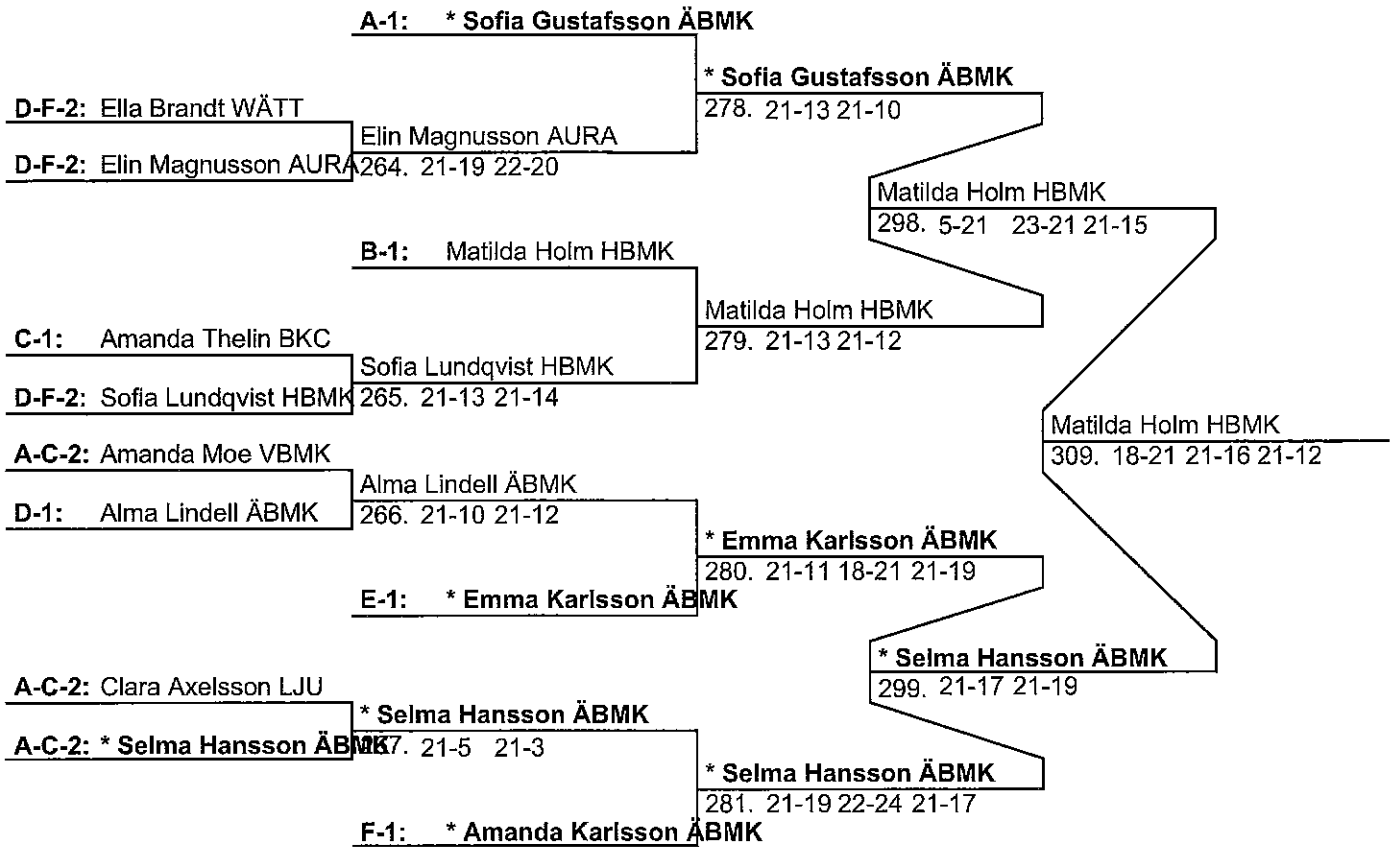 A-1: * Sofia Gustafsson ÄBMK
* Sofia Gustafsson ÄBMK
D-F-2: Ella Brandt WÄTT
278. 21-13 21-10
Elin Magnusson AURA
D-F-2: Elin Magnusson AURA
264. 21-19 22-20
Matilda Holm HBMK
298. 5-21 23-21 21-15
B-1: Matilda Holm HBMK
Matilda Holm HBMK
C-1: Amanda Thelin BKC
279. 21-13 21-12
Sofia Lundqvist HBMK
D-F-2: Sofia Lundqvist HBMK
265. 21-13 21-14
Matilda Holm HBMK
309. 18-21 21-16 21-12
A-C-2: Amanda Moe VBMK
Alma Lindell ÄBMK
D-1: Alma Lindell ÄBMK
266. 21-10 21-12
* Emma Karlsson ÄBMK
280. 21-11 18-21 21-19
E-1: * Emma Karlsson ÄBMK
* Selma Hansson ÄBMK
299. 21-17 21-19
A-C-2: Clara Axelsson LJU
* Selma Hansson ÄBMK
A-C-2: * Selma Hansson ÄBMK
267. 21-5 21-3
* Selma Hansson ÄBMK
281. 21-19 22-24 21-17
F-1: * Amanda Karlsson ÄBMK